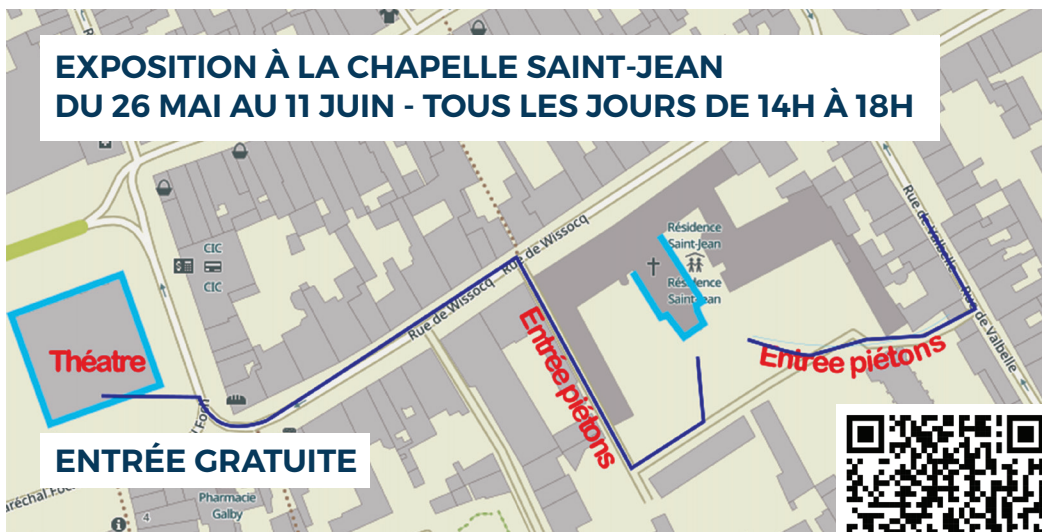 EXPOSITION À LA CHAPELLE SAINT-JEAN
DU 26 MAI AU 11 JUIN - TOUS LES JOURS DE 14H À 18H
Rue de Wissocq
Résidence
Saint-Jean
Résidence
Saint-Jean
Rue de Valbelle
Rue de Valbelle
CIC
CIC
Rue de Wissocq
Théatre
Entrée piétons
Entrée piétons
Foch
ENTRÉE GRATUITE
Pharmacie
Galby
4